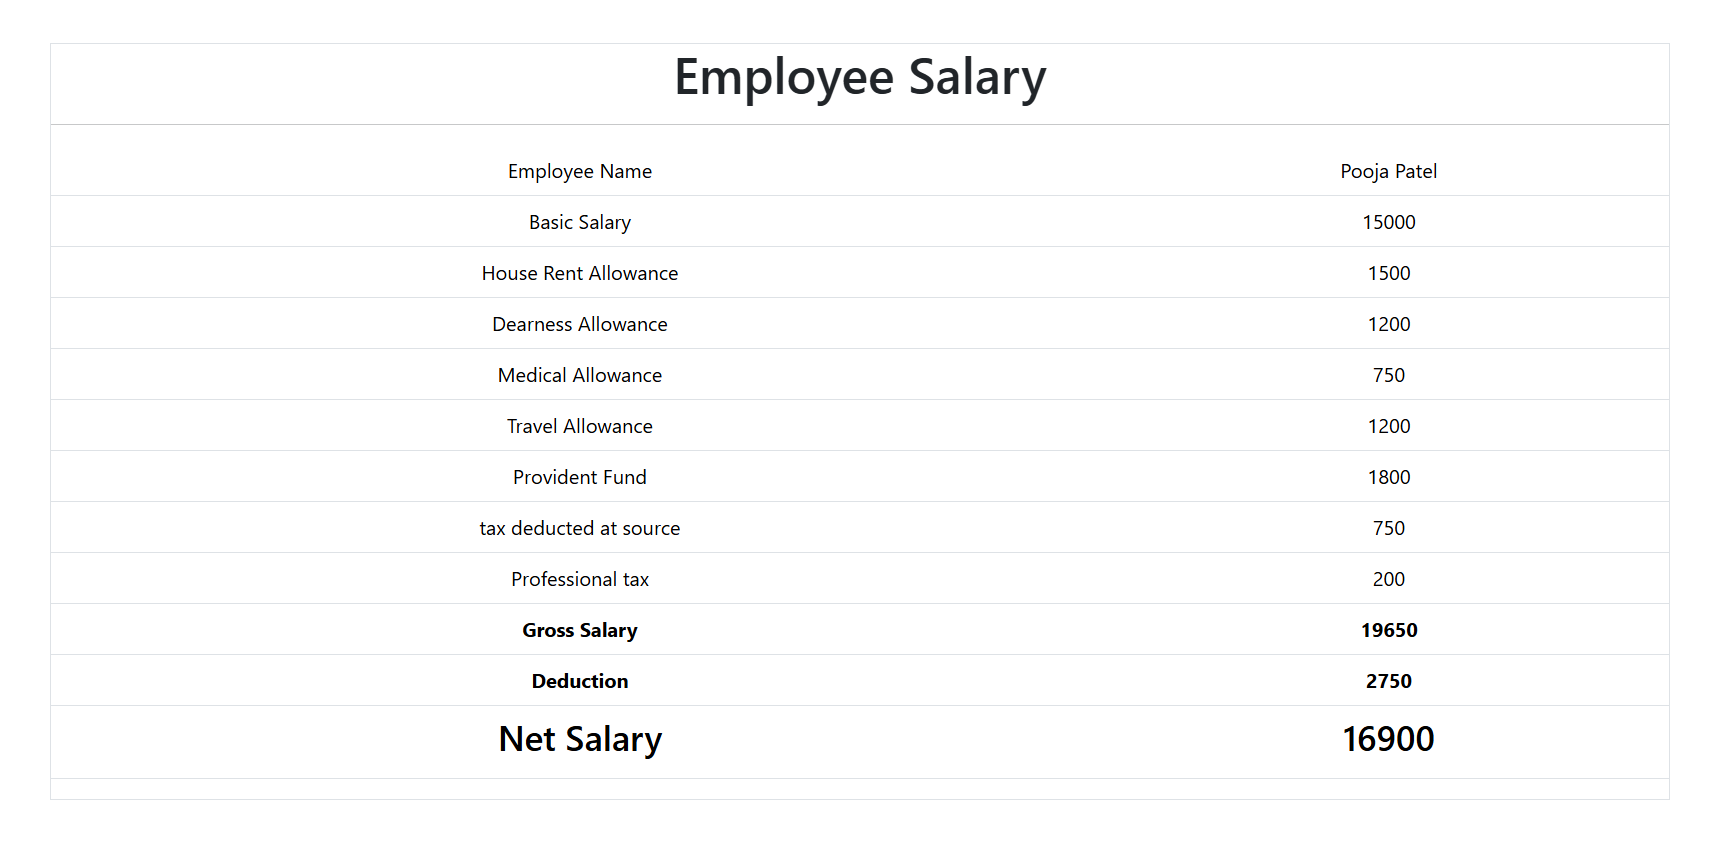 Employee Salary
Employee Name Pooja Patel
Basic Salary 15000
House Rent Allowance 1500
Dearness Allowance 1200
Medical Allowance 750
Travel Allowance 1200
Provident Fund 1800
tax deducted at source 750
Professional tax 200
Gross Salary 19650
Deduction 2750
Net Salary 16900